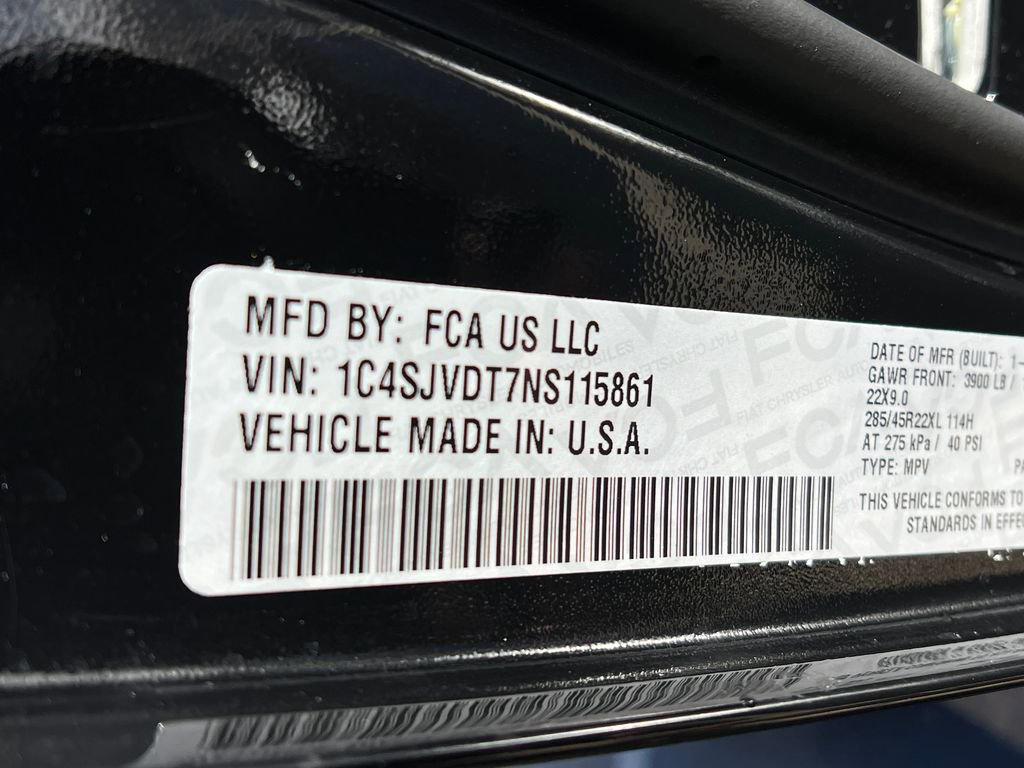 MFD BY: FCA US LLC
VIN: 1C4SJVDT7NS115861
VEHICLE MADE IN: U.S.A.
DATE OF MFR (BUILT): 1-
GAWR FRONT: 3900 LB /
22X9.0
285/45R22XL 114H
AT 275 kPa / 40 PSI
TYPE: MPV
THIS VEHICLE CONFORMS TO
STANDARDS IN EFFE